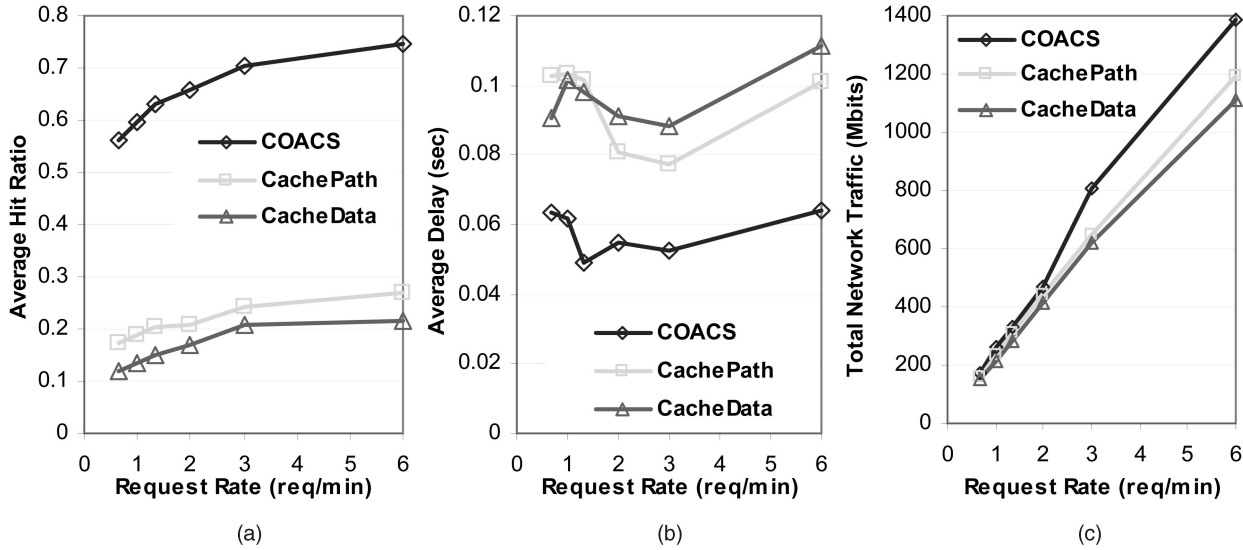 0.8
0.7
0.6
0.5
0.4
0.3
0.2
0.1
0
Average Hit Ratio
COACS
CachePath
CacheData
0 1 2 3 4 5 6
Request Rate (req/min)
(a)
0.12
0.1
0.08
0.06
0.04
0.02
0
Average Delay (sec)
COACS
CachePath
CacheData
0 1 2 3 4 5 6
Request Rate (req/min)
(b)
1400
1200
1000
800
600
400
200
0
Total Network Traffic (Mbits)
COACS
CachePath
CacheData
0 1 2 3 4 5 6
Request Rate (req/min)
(c)